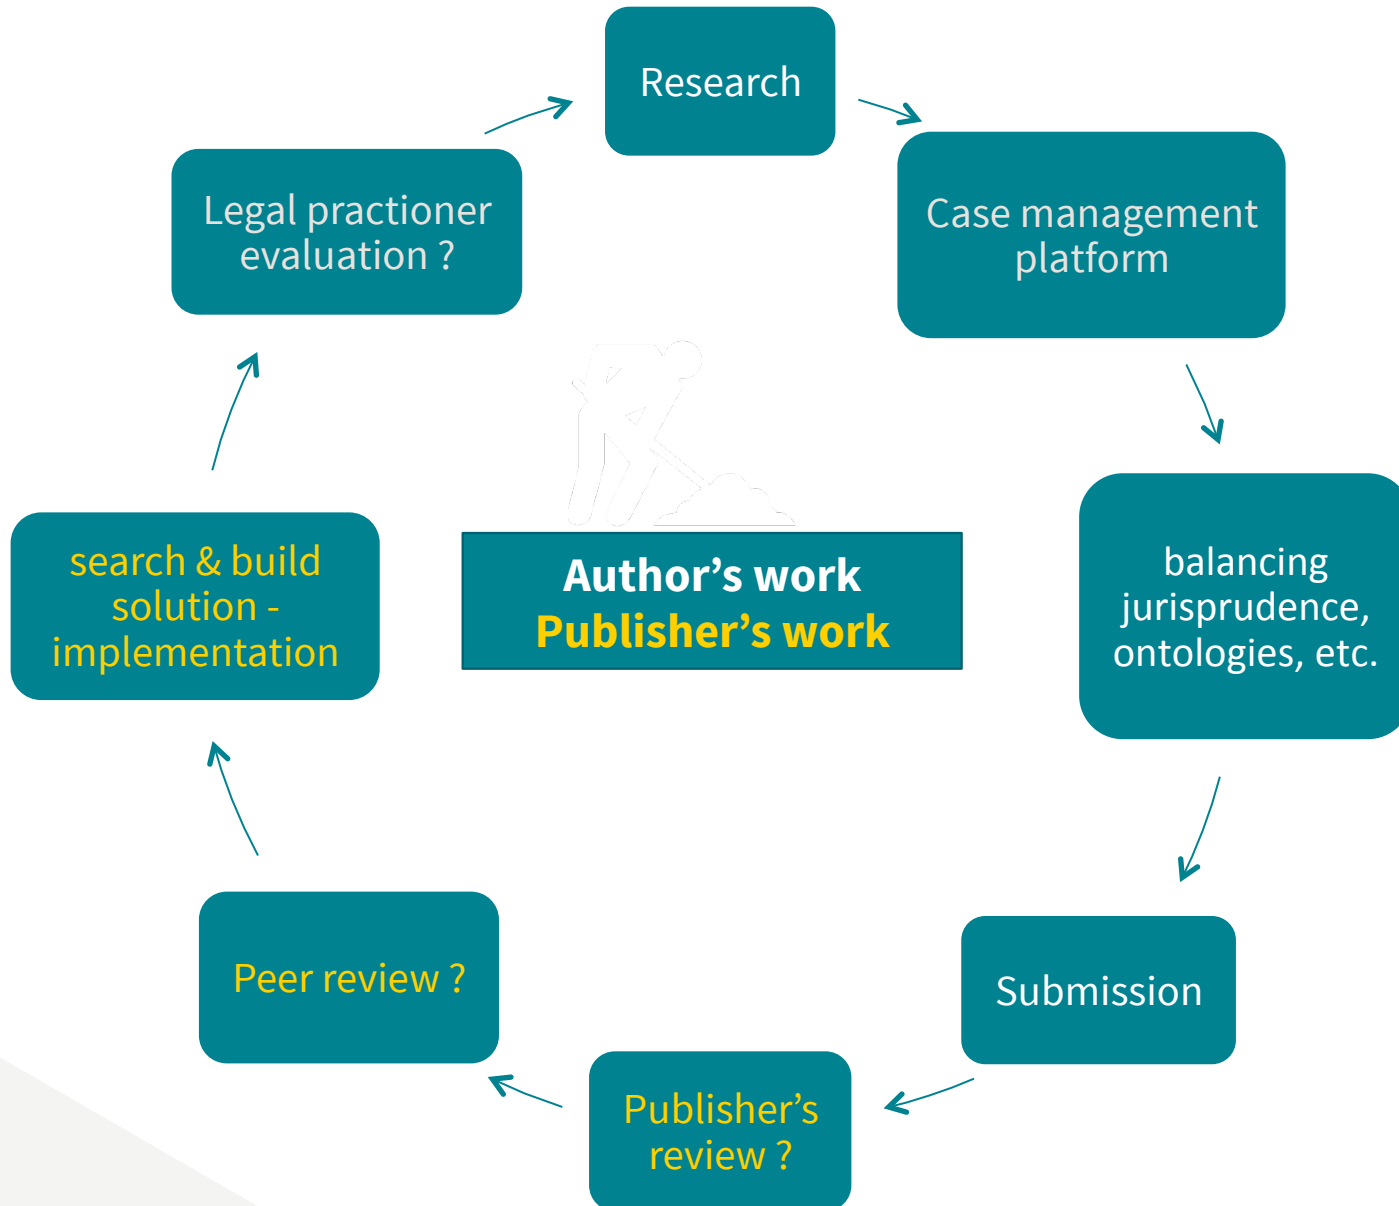 Research
Case management
platform
balancing
jurisprudence,
ontologies, etc.
Submission
Publisher’s
review ?
Peer review ?
search & build
solution -
implementation
Legal practioner
evaluation ?
Author’s work
Publisher’s work